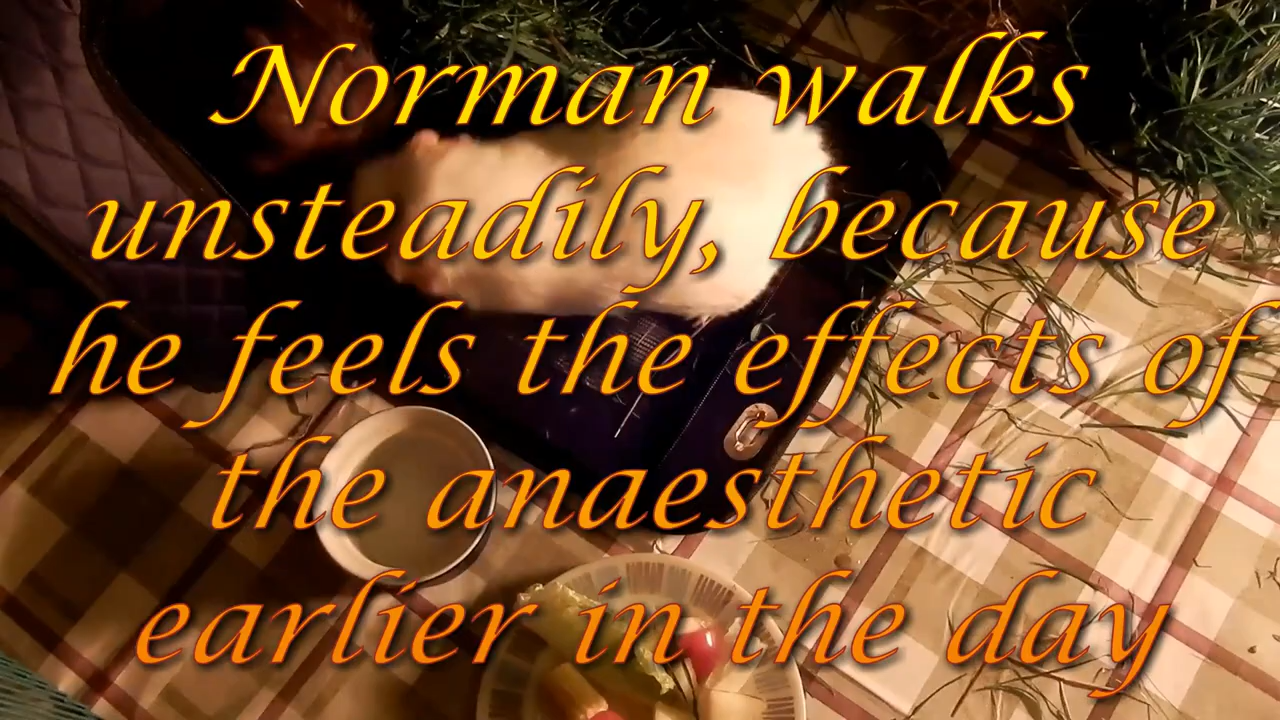 Norman walks
unsteadily, because
he feels the effects of
the anaesthetic
earlier in the day